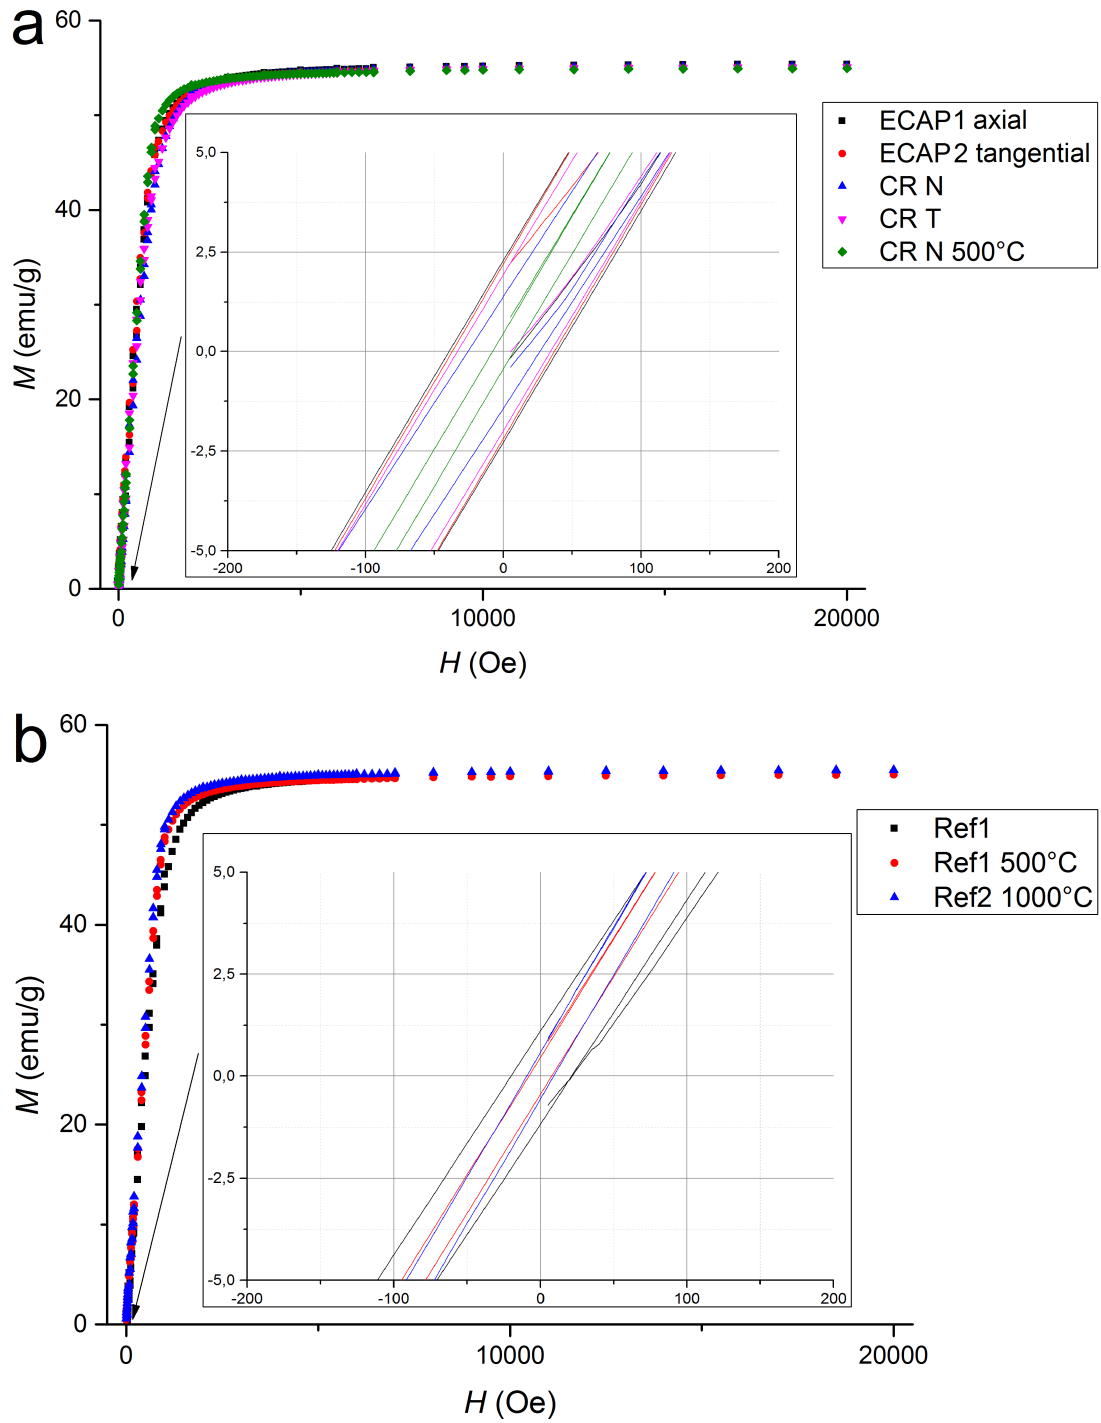 a
60
40
20
0
M (emu/g)
0
10000
20000
H (Oe)
5,0
2,5
0,0
-2,5
-5,0
-200
-100
0
100
200
ECAP1 axial
ECAP2 tangential
CR N
CR T
CR N 500°C
b
60
40
20
0
M (emu/g)
0
10000
20000
H (Oe)
5,0
2,5
0,0
-2,5
-5,0
-200
-100
0
100
200
Ref1
Ref1 500°C
Ref2 1000°C